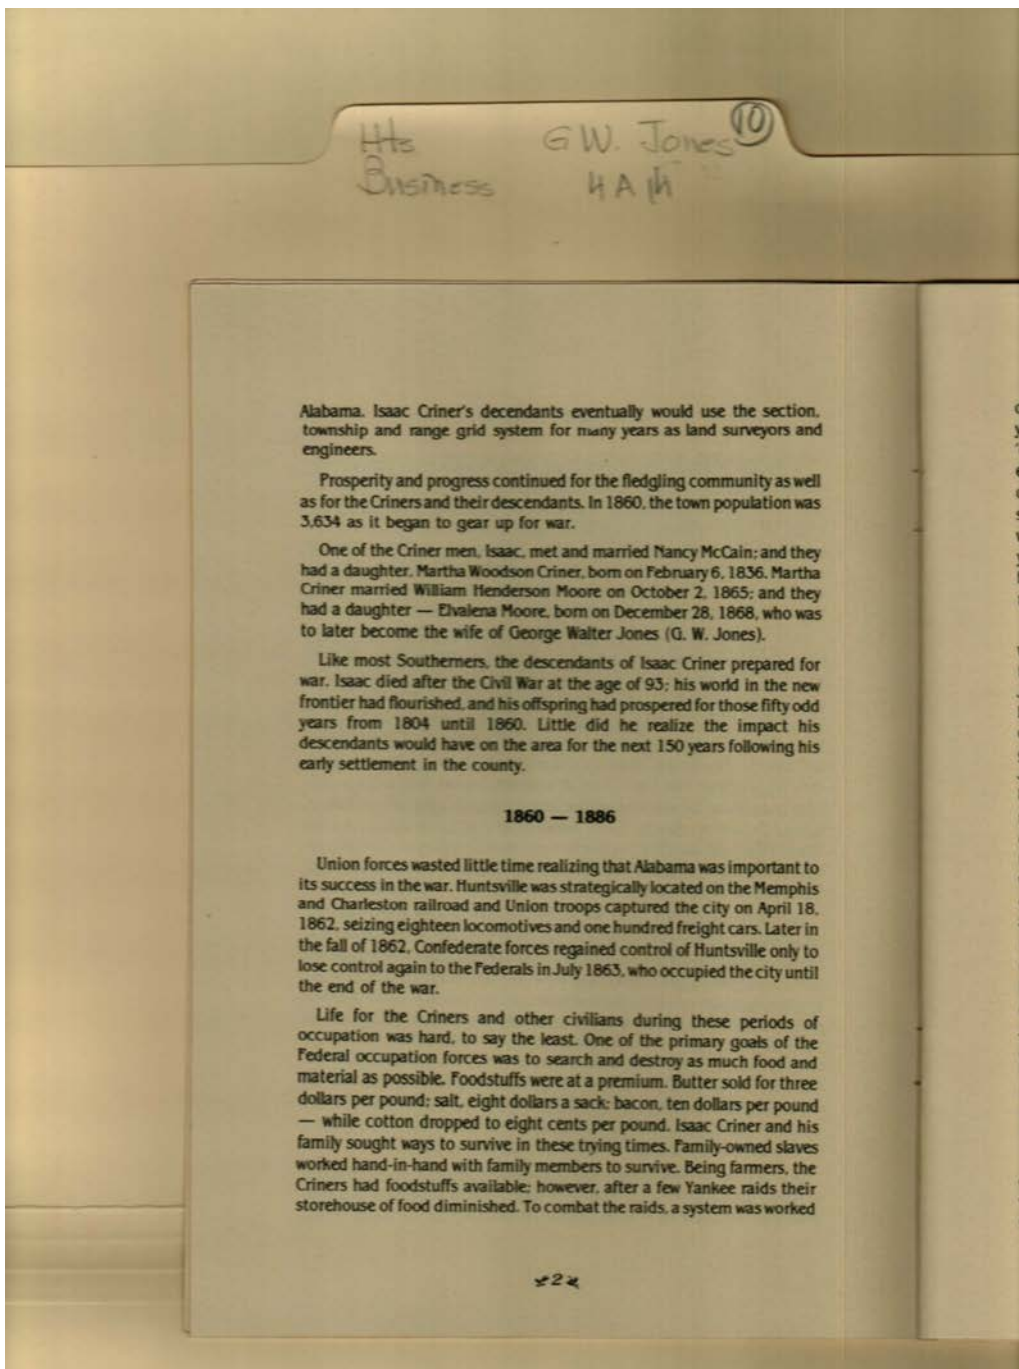 Hts G W. Jones 10
Business 4 A
Alabama. Isaac Criner's decendants eventually would use the section,
township and range grid system for many years as land surveyors and
engineers.
Prosperity and progress continued for the fledgling community as well
as for the Criners and their descendants. In 1860, the town population was
3,634 as it began to gear up for war.
One of the Criner men, Isaac, met and married Nancy McCain; and they
had a daughter, Martha Woodson Criner, born on February 6, 1836. Martha
Criner married William Henderson Moore on October 2, 1865; and they
had a daughter — Elvalena Moore, born on December 28, 1868, who was
to later become the wife of George Walter Jones (G. W. Jones).
Like most Southerners, the descendants of Isaac Criner prepared for
war. Isaac died after the Civil War at the age of 93; his world in the new
frontier had flourished, and his offspring had prospered for those fifty odd
years from 1804 until 1860. Little did he realize the impact his
descendants would have on the area for the next 150 years following his
early settlement in the county.
1860 — 1886
Union forces wasted little time realizing that Alabama was important to
its success in the war. Huntsville was strategically located on the Memphis
and Charleston railroad and Union troops captured the city on April 18,
1862, seizing eighteen locomotives and one hundred freight cars. Later in
the fall of 1862, Confederate forces regained control of Huntsville only to
lose control again to the Federals in July 1863, who occupied the city until
the end of the war.
Life for the Criners and other civilians during these periods of
occupation was hard, to say the least. One of the primary goals of the
Federal occupation forces was to search and destroy as much food and
material as possible. Foodstuffs were at a premium. Butter sold for three
dollars per pound; salt, eight dollars a sack; bacon, ten dollars per pound
— while cotton dropped to eight cents per pound. Isaac Criner and his
family sought ways to survive in these trying times. Family-owned slaves
worked hand-in-hand with family members to survive. Being farmers, the
Criners had foodstuffs available; however, after a few Yankee raids their
storehouse of food diminished. To combat the raids, a system was worked
2